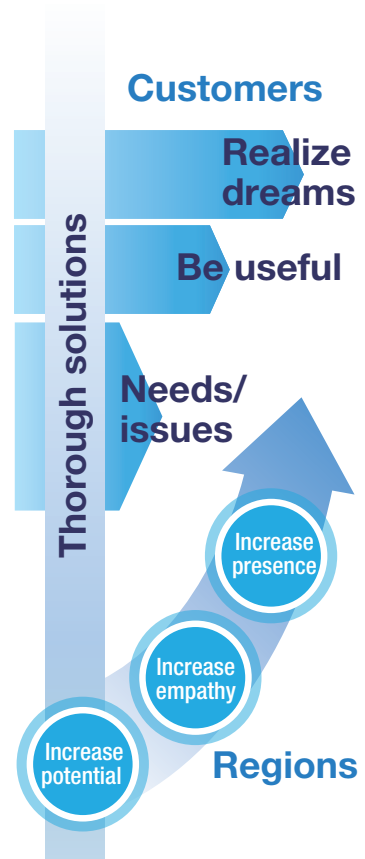 Customers
Realize
dreams
Be useful
Thorough solutions
Needs/
issues
Increase
presence
Increase
empathy
Increase
potential
Regions